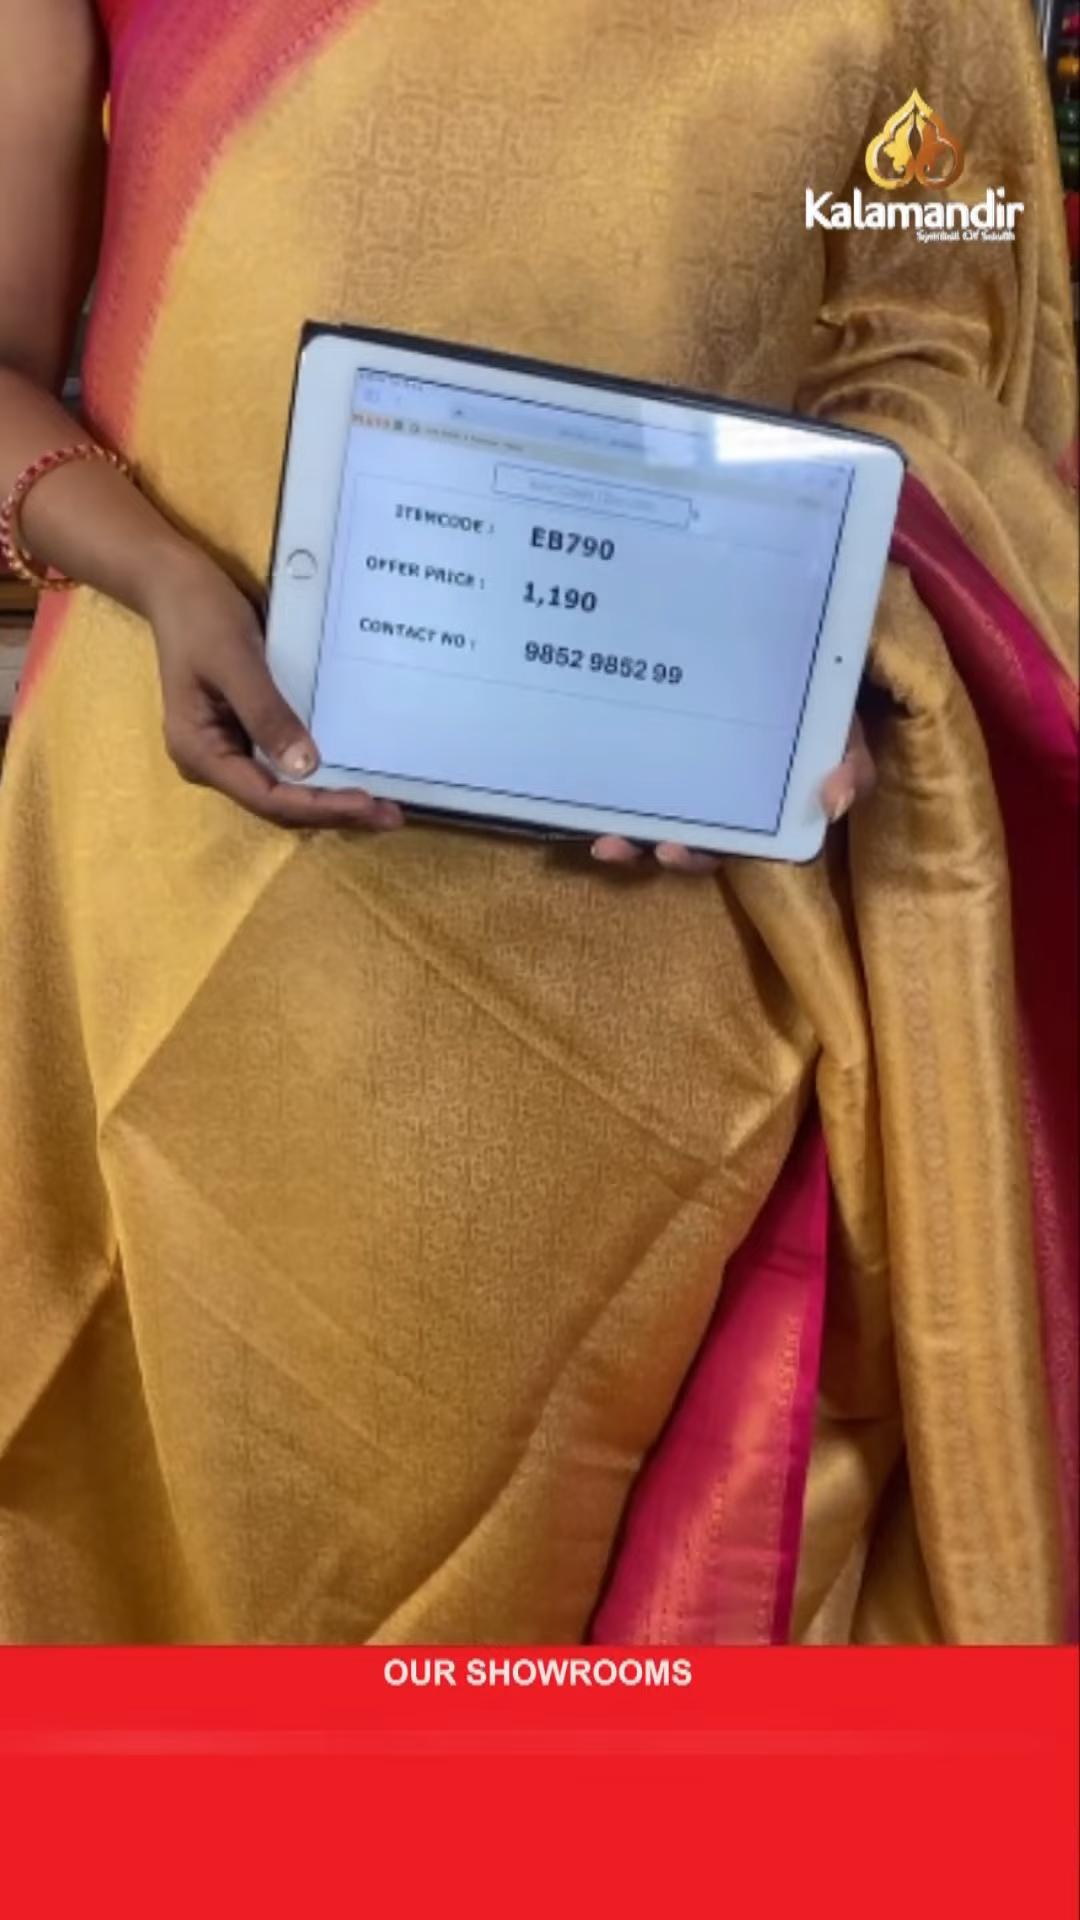 Kalamandir
ITEMCODE : EB790
OFFER PRICE : 1,190
CONTACT NO : 9852 9852 99
OUR SHOWROOMS